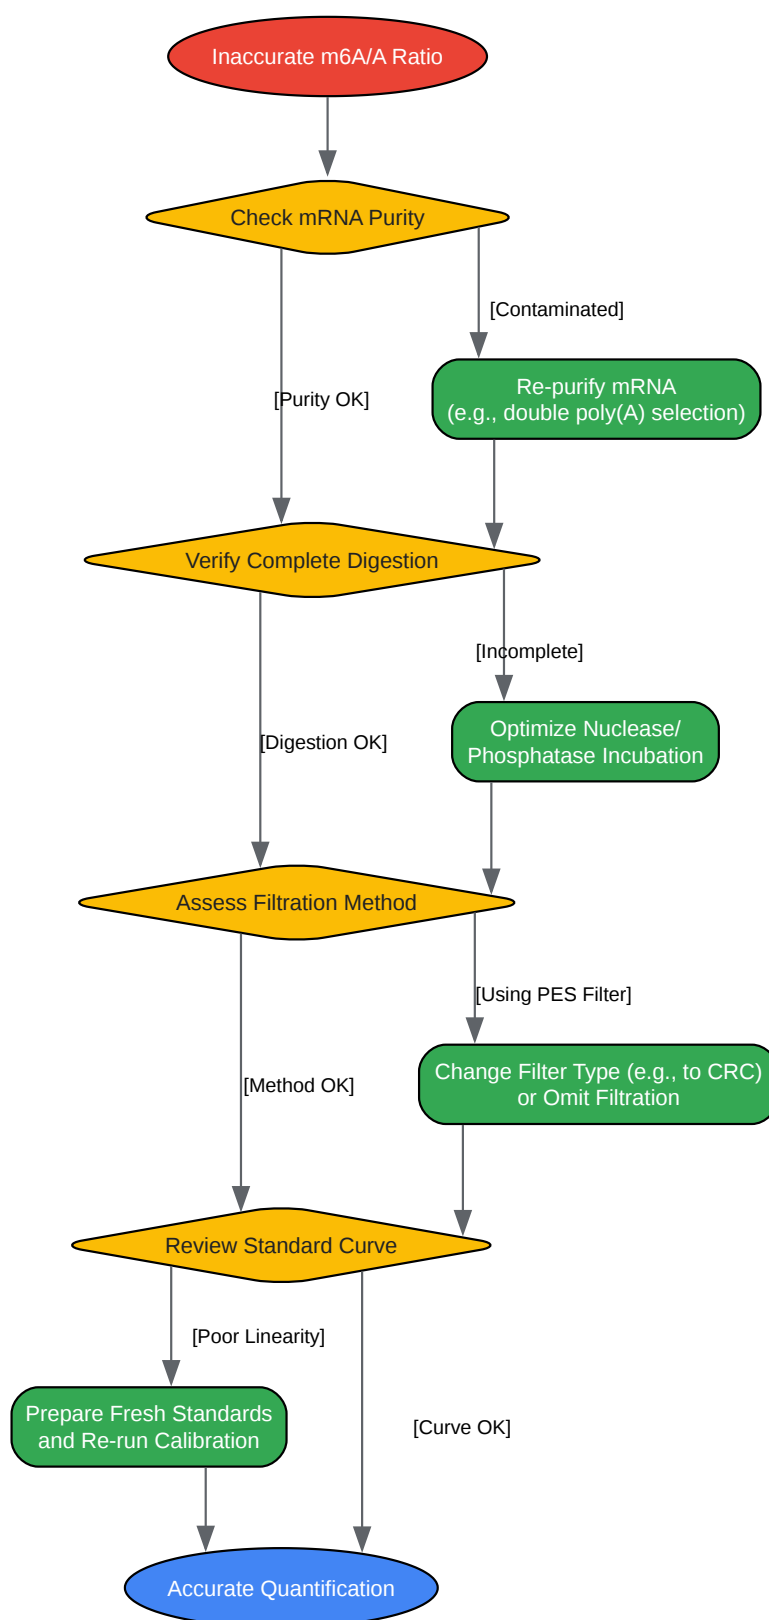 Inaccurate m6A/A Ratio
Check mRNA Purity
[Contaminated]
Re-purify mRNA
(e.g., double poly(A) selection)
[Purity OK]
Verify Complete Digestion
[Incomplete]
Optimize Nuclease/
Phosphatase Incubation
[Digestion OK]
Assess Filtration Method
[Using PES Filter]
Change Filter Type (e.g., to CRC)
or Omit Filtration
[Method OK]
Review Standard Curve
[Poor Linearity]
Prepare Fresh Standards
and Re-run Calibration
[Curve OK]
Accurate Quantification